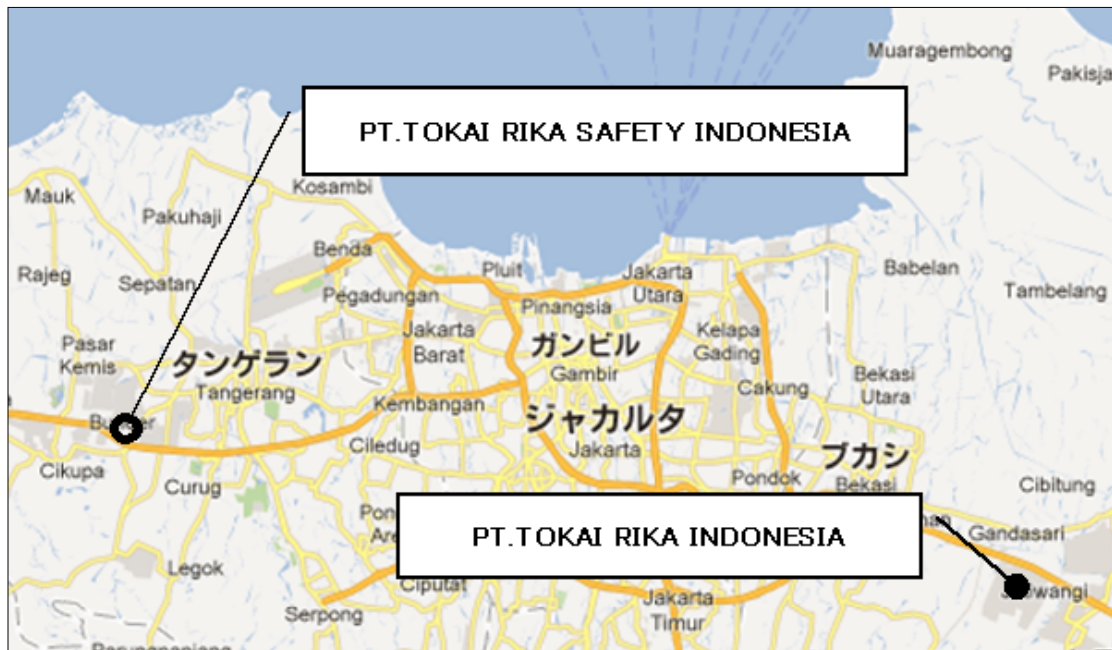 Muaragembong
Pakisja
PT.TOKAI RIKA SAFETY INDONESIA
Kosambi
Mauk
Pakuhaji
Benda
Rajeg
Sepatan
Pluit
Jakarta
Utara
Babelan
Pegadungan
Pinangsia
Tambelang
Pasar
Kemis
Jakarta
Barat
ガンビル
Gambir
Kelapa
Gading
タンゲラン
Tangerang
Cakung
Bekasi
Utara
Kembangan
ジャカルタ
Jakarta
Ciledug
ブカシ
Bekasi
Cikupa
Curug
Pondok
Cibitung
PT.TOKAI RIKA INDONESIA
Gandasari
Legok
Ciputat
Serpong
Jakarta
Timur